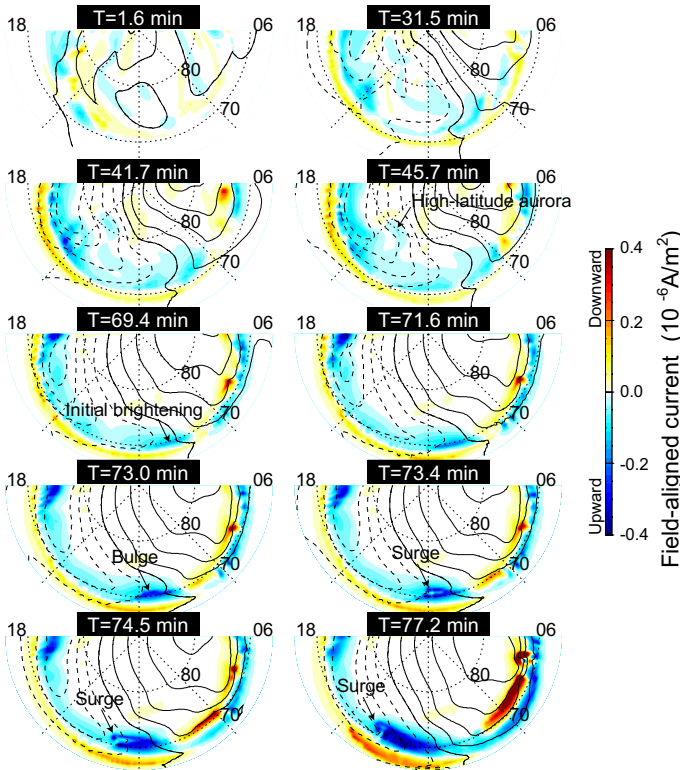 18 T=1.6 min 06
80
70
18 T=31.5 min 06
80
70
T=41.7 min
80
70
T=45.7 min
High-latitude aurora
80
70
18 T=69.4 min 06
80
70
Initial brightening
18 T=71.6 min 06
80
70
18 T=73.0 min 06
80
70
Bulge
18 T=73.4 min 06
80
70
Surge
18 T=74.5 min 06
80
70
Surge
18 T=77.2 min 06
80
70
Surge
0.4
0.2
0.0
-0.2
-0.4
Downward
Upward
Field-aligned current (10 -6A/m2)